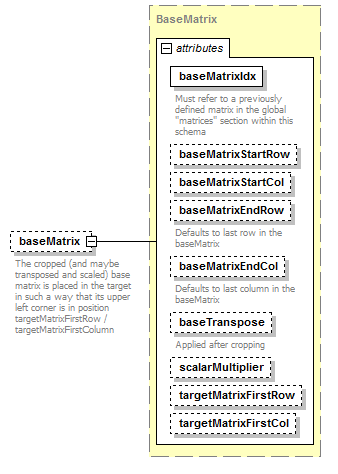 BaseMatrix
attributes
baseMatrixIdx
Must refer to a previously
defined matrix in the global
"matrices" section within this
schema
baseMatrixStartRow
baseMatrixStartCol
baseMatrixEndRow
Defaults to last row in the
baseMatrix
baseMatrixEndCol
Defaults to last column in the
baseMatrix
baseTranspose
Applied after cropping
scalarMultiplier
targetMatrixFirstRow
targetMatrixFirstCol
baseMatrix
The cropped (and maybe
transposed and scaled) base
matrix is placed in the target
in such a way that its upper
left corner is in position
targetMatrixFirstRow /
targetMatrixFirstColumn